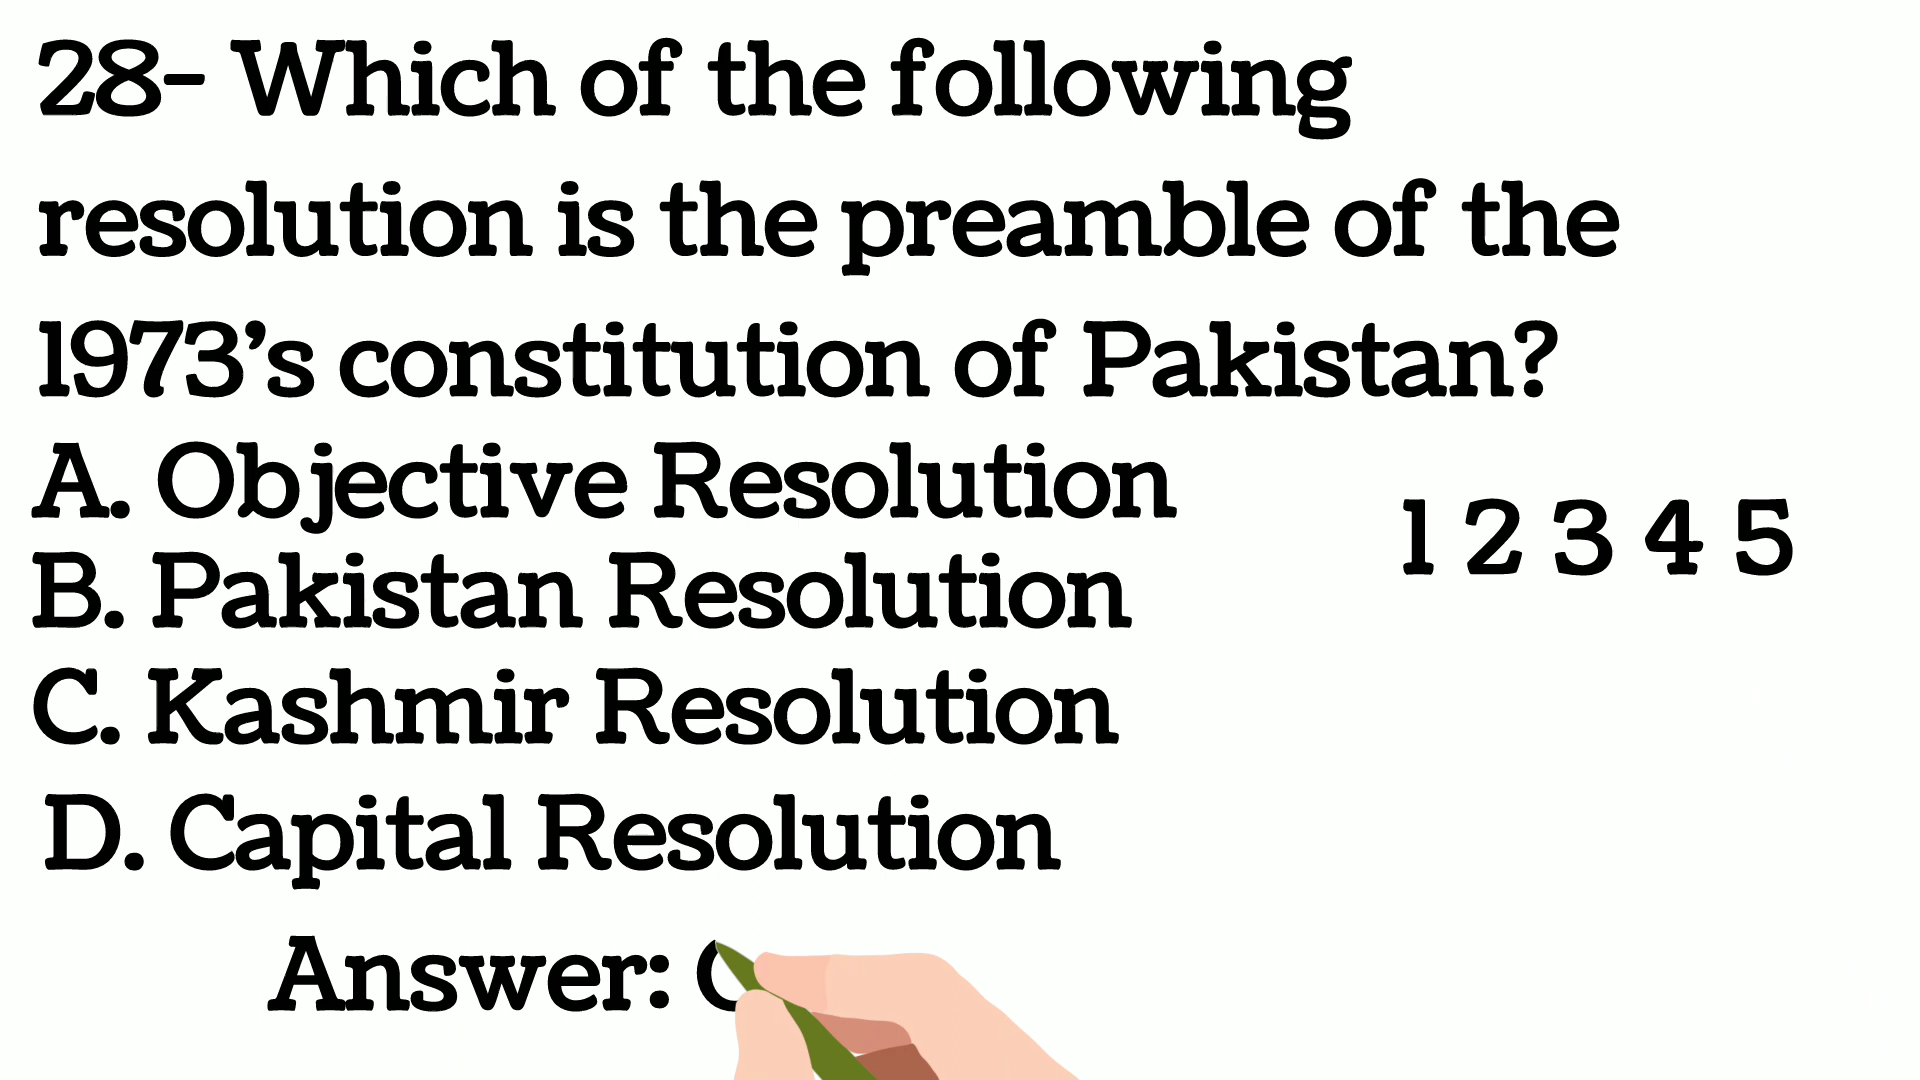 28- Which of the following
resolution is the preamble of the
1973’s constitution of Pakistan?
A. Objective Resolution
1 2 3 4 5
B. Pakistan Resolution
C. Kashmir Resolution
D. Capital Resolution
Answer: